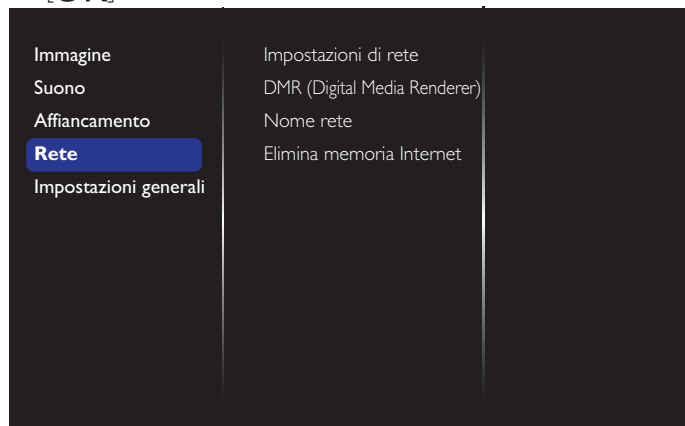 Immagine
Suono
Affiancamento
Rete
Impostazioni generali
Impostazioni di rete
DMR (Digital Media Renderer)
Nome rete
Elimina memoria Internet